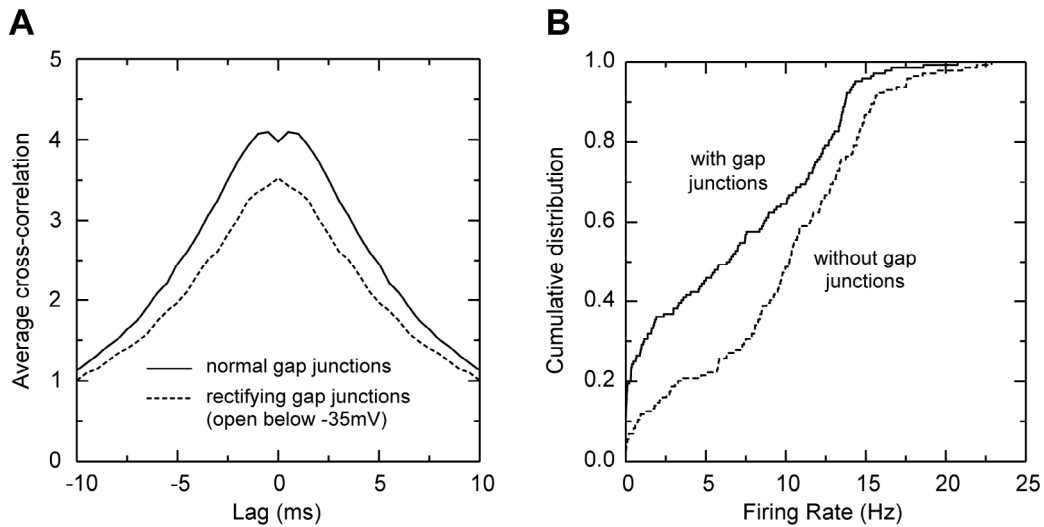 A
Average cross-correlation
5
4
3
2
1
0
-10
-5
0
5
10
Lag (ms)
normal gap junctions
rectifying gap junctions
(open below -35mV)
B
Cumulative distribution
1.0
0.8
0.6
0.4
0.2
0.0
0
5
10
15
20
25
Firing Rate (Hz)
with gap
junctions
without gap
junctions